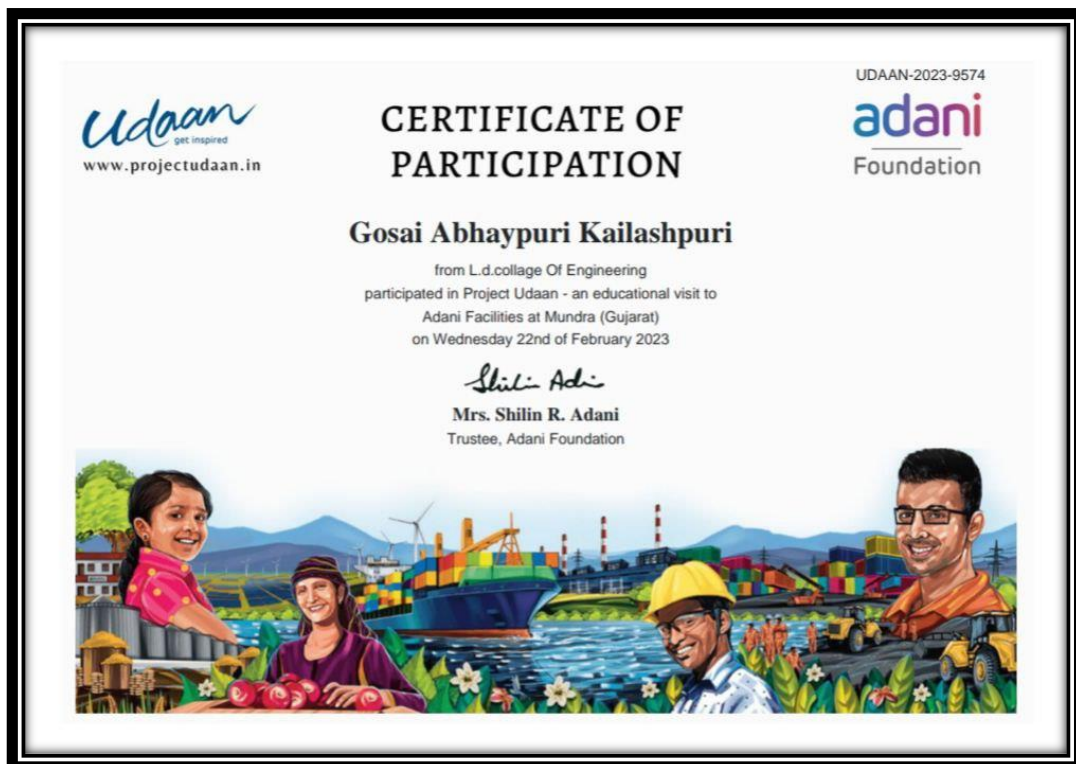 UDAAN-2023-9574
Udaan
get inspired
www.projectudaan.in
CERTIFICATE OF
PARTICIPATION
adani
Foundation
Gosai Abhaypuri Kailashpuri
from L.d.collage Of Engineering
participated in Project Udaan - an educational visit to
Adani Facilities at Mundra (Gujarat)
on Wednesday 22nd of February 2023
Shilin Adani
Mrs. Shilin R. Adani
Trustee, Adani Foundation